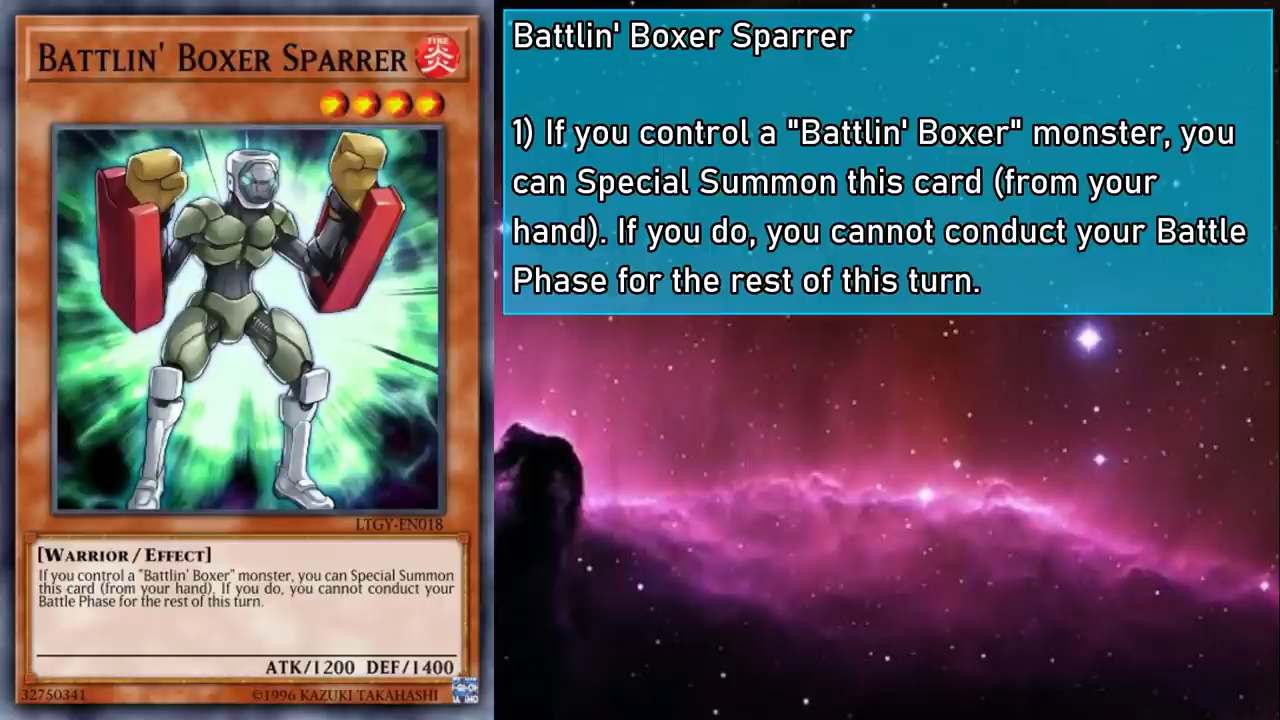 BATTLIN' BOXER SPARRER
FIRE
炎
LTGY-EN018
[WARRIOR / EFFECT]
If you control a "Battlin' Boxer" monster, you can Special Summon
this card (from your hand). If you do, you cannot conduct your
Battle Phase for the rest of this turn.
ATK/1200 DEF/1400
32750341
©1996 KAZUKI TAKAHASHI
Battlin' Boxer Sparrer
1) If you control a "Battlin' Boxer" monster, you
can Special Summon this card (from your
hand). If you do, you cannot conduct your Battle
Phase for the rest of this turn.